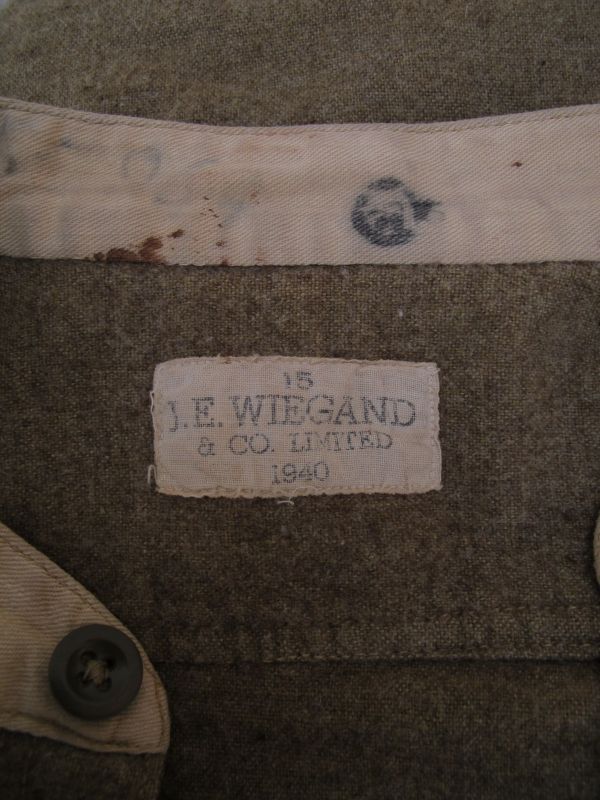 15
J.E. WIEGAND
& CO. LIMITED
1940